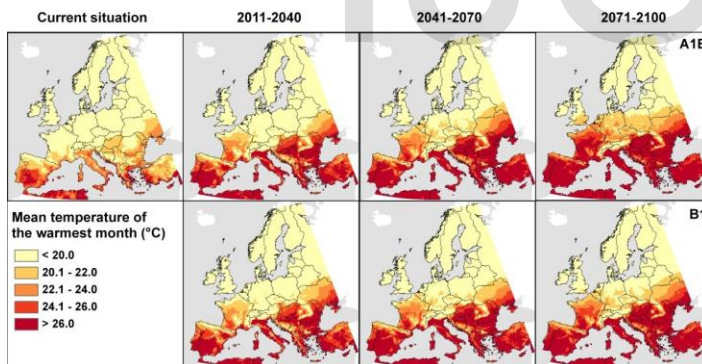 Current situation
2011-2040
2041-2070
2071-2100
A1B
Mean temperature of
the warmest month (°C)
< 20.0
20.1 - 22.0
22.1 - 24.0
24.1 - 26.0
> 26.0
B1